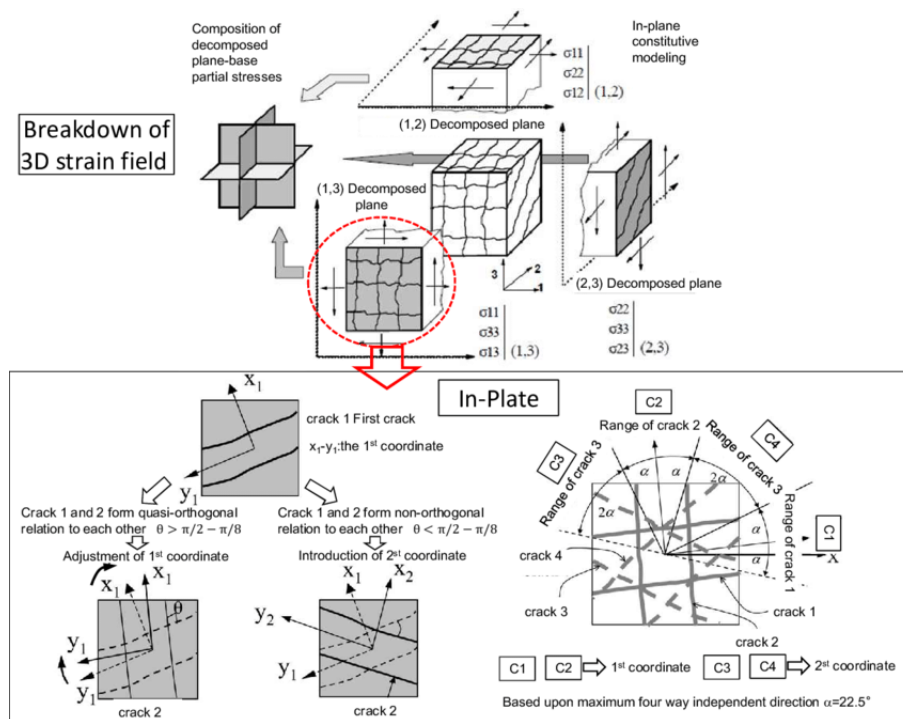 Composition of
decomposed
plane-base
partial stresses
In-plane
constitutive
modeling
σ11
σ22
σ12 (1,2)
(1,2) Decomposed plane
Breakdown of
3D strain field
(1,3) Decomposed
plane
3
2
1
(2,3) Decomposed plane
σ11
σ33
σ13 (1,3)
σ22
σ33
σ23 (2,3)
In-Plate
x1
y1
crack 1 First crack
x1-y1:the 1st coordinate
Crack 1 and 2 form quasi-orthogonal
relation to each other θ > π/2 − π/8
Adjustment of 1st coordinate
Crack 1 and 2 form non-orthogonal
relation to each other θ < π/2 − π/8
Introduction of 2st coordinate
x1
x1
θ
y1
y1
crack 2
x1
x2
y2
y1
crack 2
C2
Range of crack 2
C3
Range of crack 3
C4
Range of crack 3
C1
Range of crack 1
2α
α
α
2α
α
α
x
crack 4
crack 3
crack 1
crack 2
C1 C2 1st coordinate C3 C4 2st coordinate
Based upon maximum four way independent direction α=22.5°